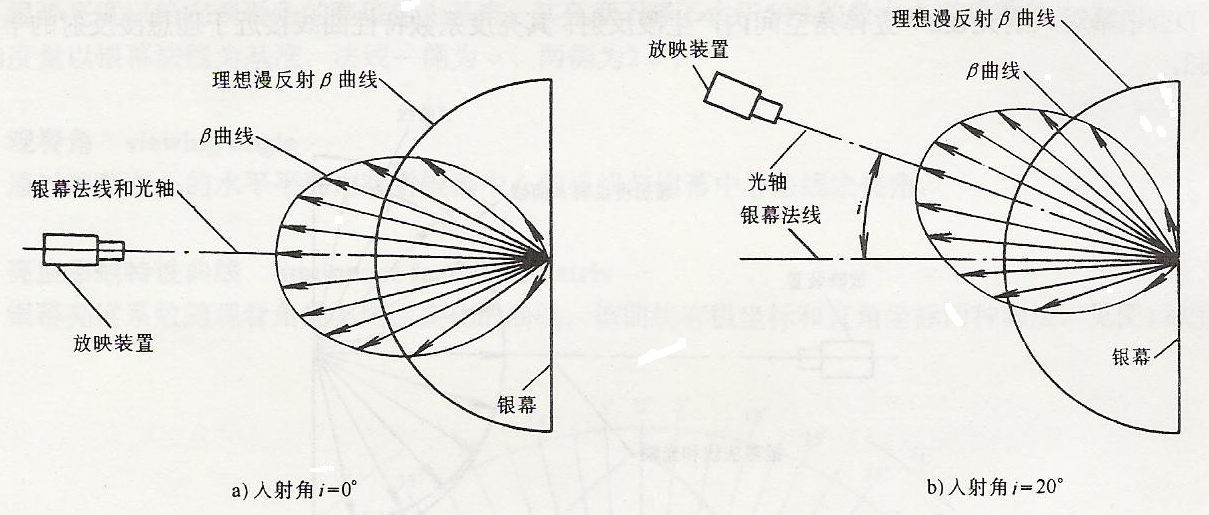 理想漫反射β曲线
β曲线
银幕法线和光轴
放映装置
银幕
a) 入射角 i=0°
理想漫反射β曲线
放映装置
β曲线
光轴
银幕法线
i
银幕
b) 入射角 i=20°